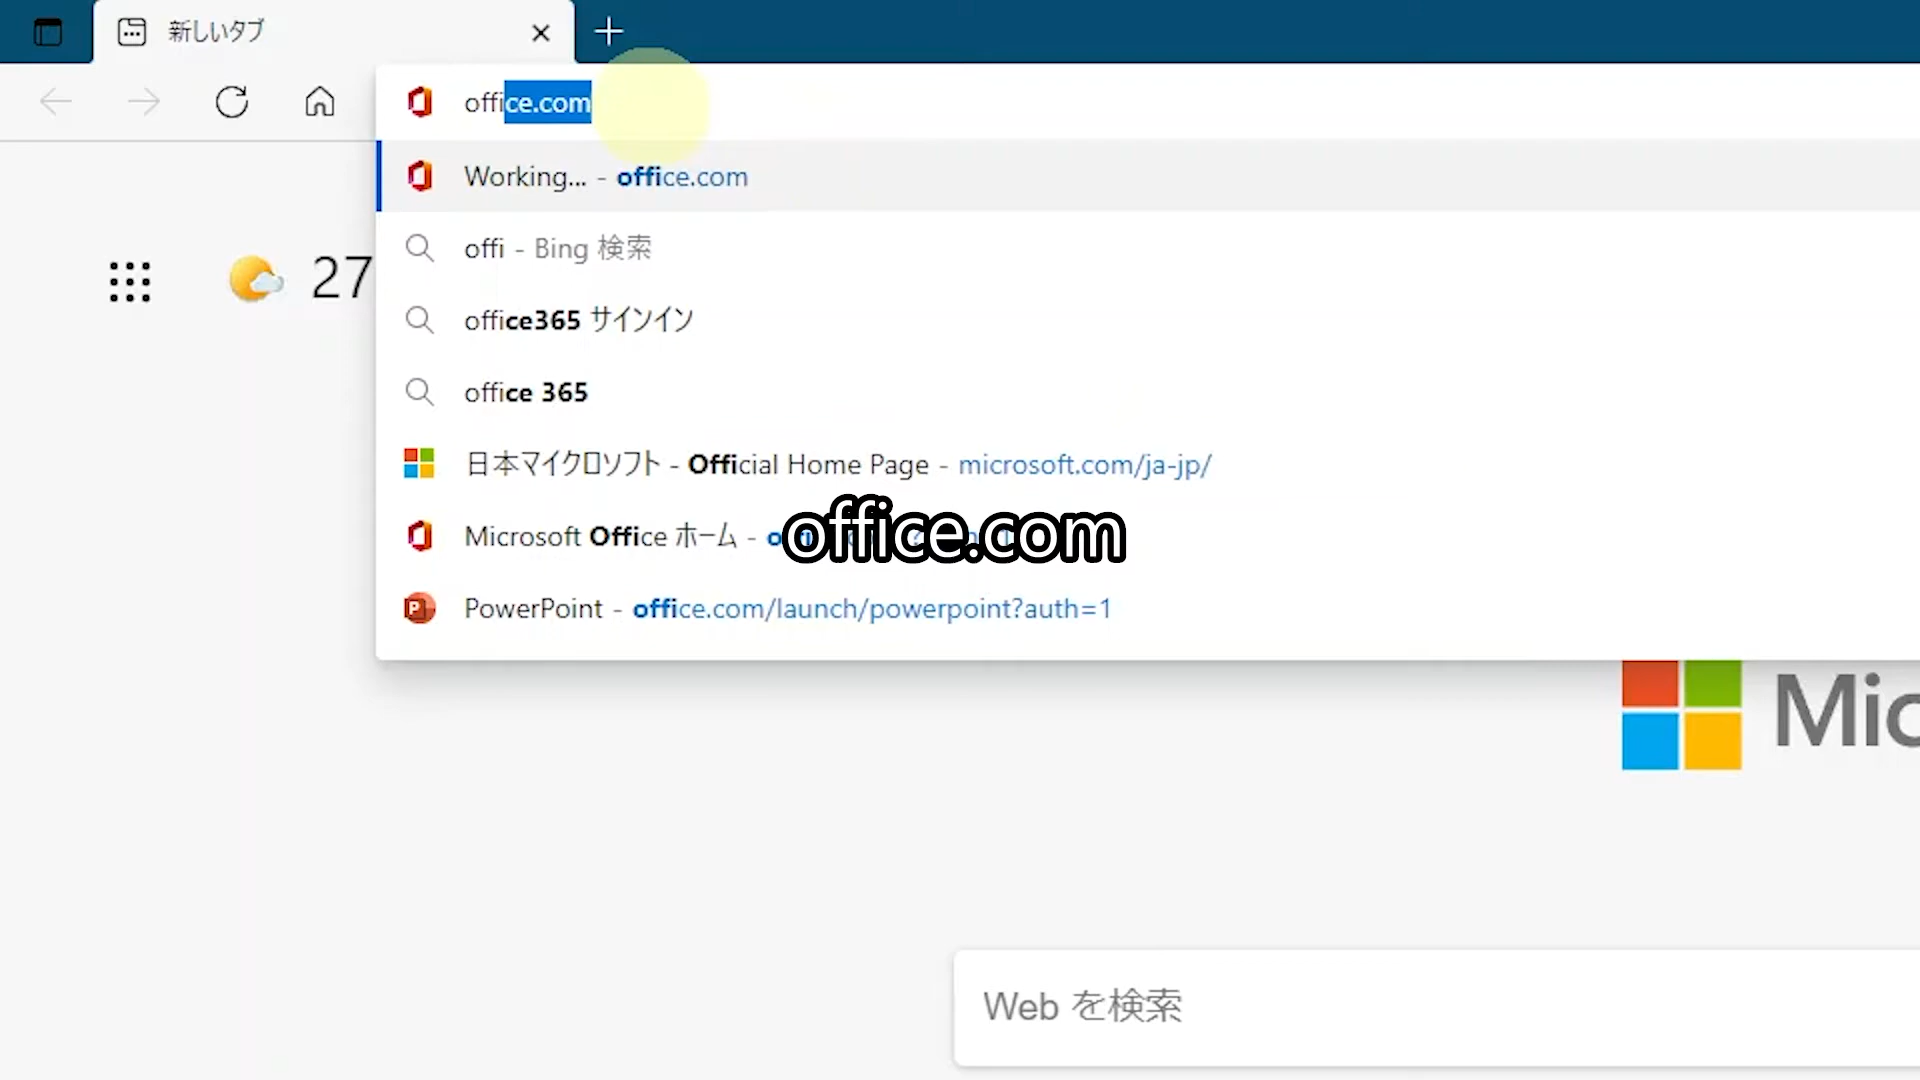 新しいタブ
office.com
Working... - office.com
offi - Bing 検索
27
office365 サインイン
office 365
日本マイクロソフト - Official Home Page - microsoft.com/ja-jp/
Microsoft Office ホーム -
office.com
PowerPoint - office.com/launch/powerpoint?auth=1
Mic
Web を検索